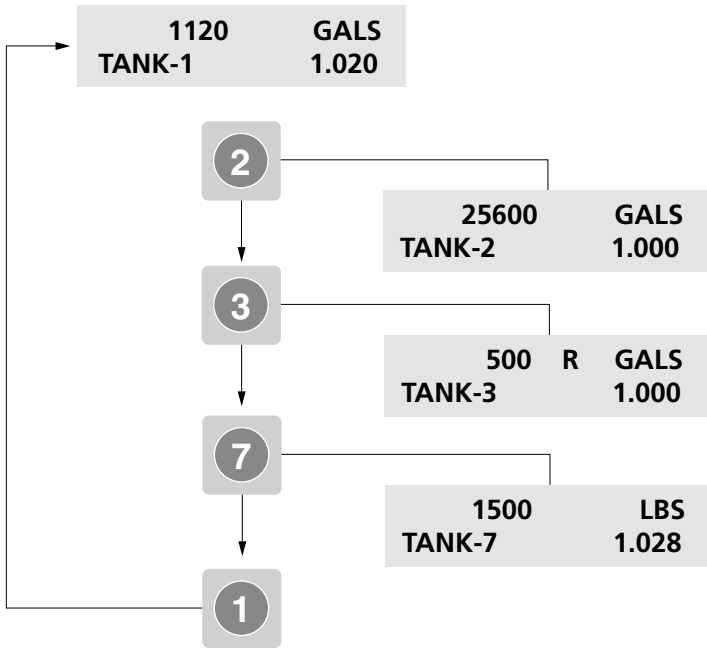 1120 GALS
TANK-1 1.020
2
25600 GALS
TANK-2 1.000
3
500 R GALS
TANK-3 1.000
7
1500 LBS
TANK-7 1.028
1